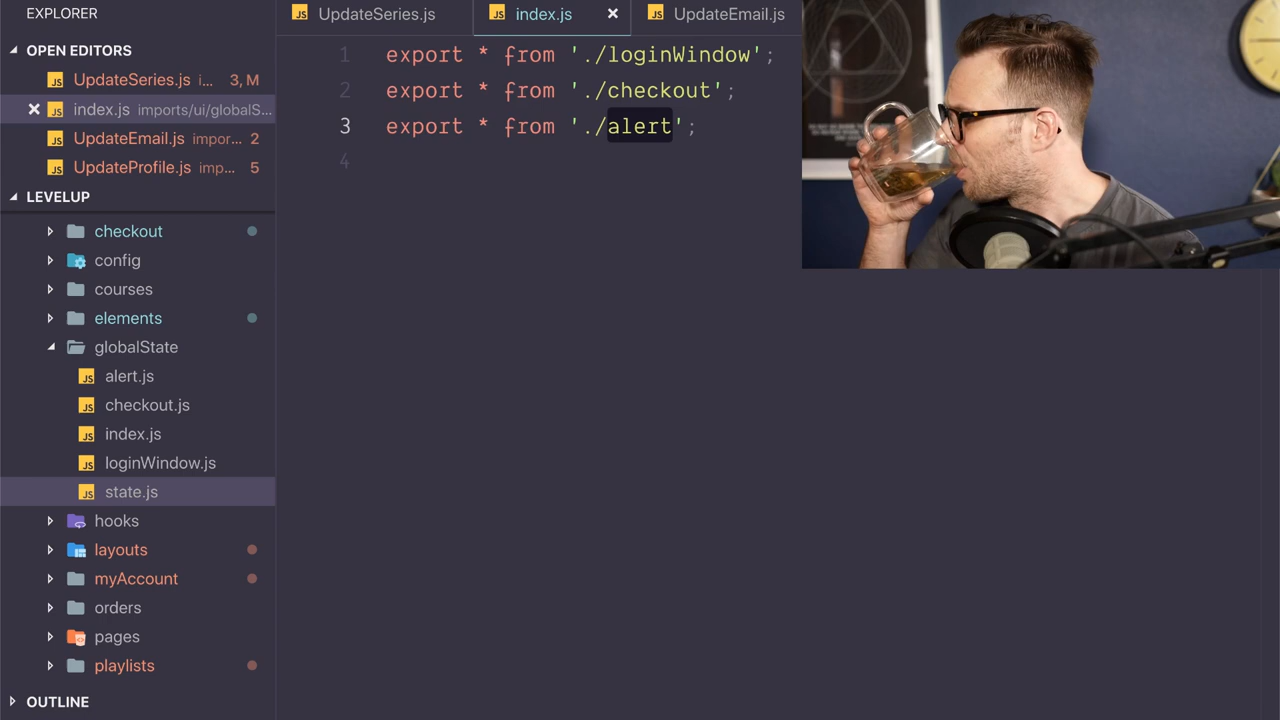 EXPLORER
OPEN EDITORS
UpdateSeries.js i... 3, M
index.js imports/ui/globalS...
UpdateEmail.js impor... 2
UpdateProfile.js imp... 5
LEVELUP
checkout
config
courses
elements
globalState
alert.js
checkout.js
index.js
loginWindow.js
state.js
hooks
layouts
myAccount
orders
pages
playlists
OUTLINE
UpdateSeries.js
index.js
UpdateEmail.js
1 export * from './loginWindow';
2 export * from './checkout';
3 export * from './alert';
4